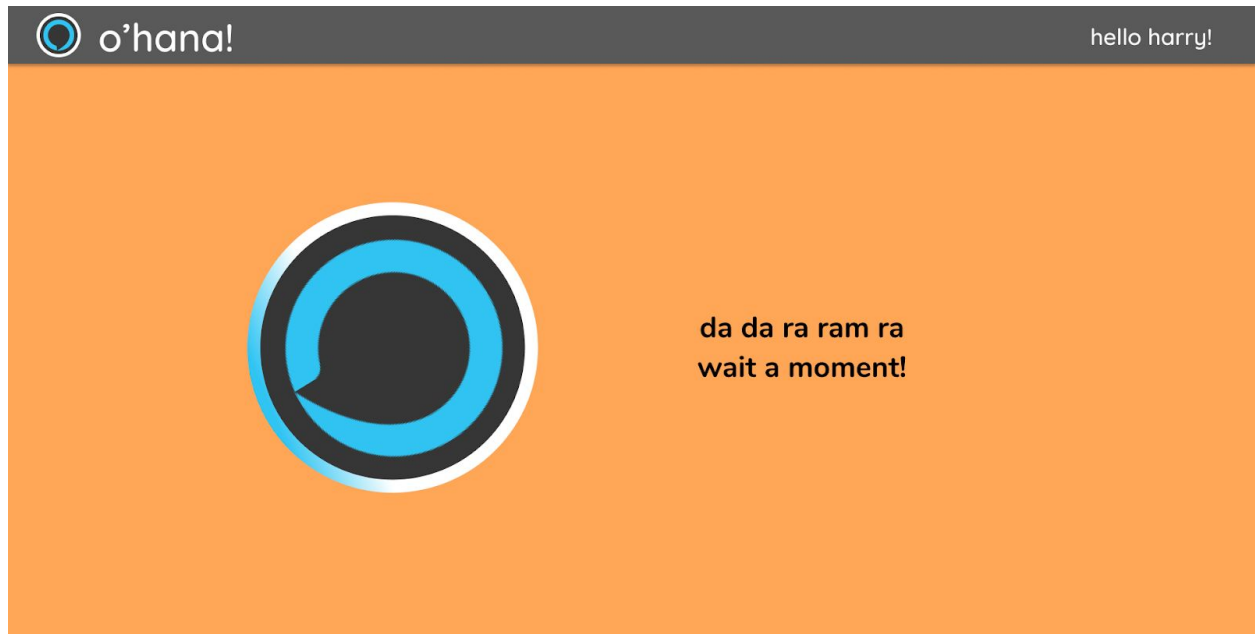 o’hana!
hello harry!
da da ra ram ra
wait a moment!